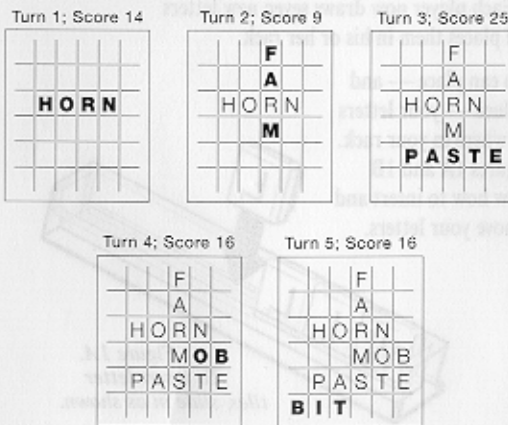 Turn 1; Score 14
HORN
Turn 2; Score 9
F
A
HORN
M
Turn 3; Score 25
F
A
HORN
M
PASTE
Turn 4; Score 16
F
A
HORN
MOB
PASTE
Turn 5; Score 16
F
A
HORN
MOB
PASTE
BIT